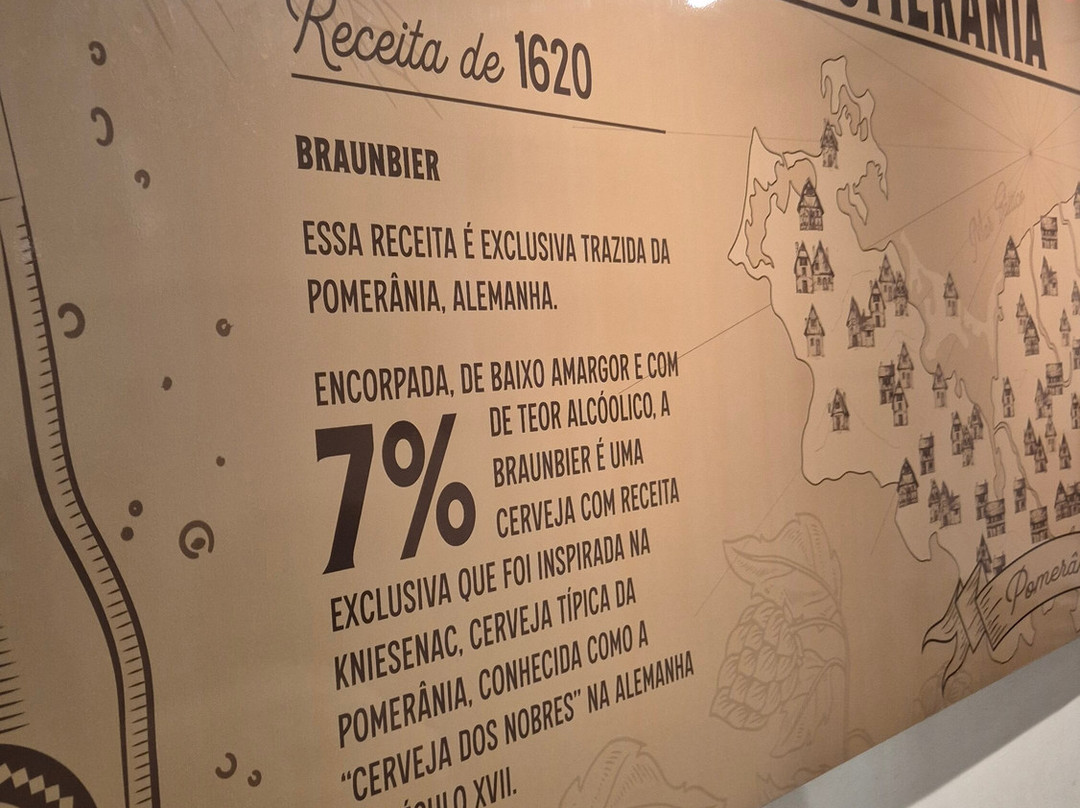 Receita de 1620
BRAUNBIER
ESSA RECEITA É EXCLUSIVA TRAZIDA DA
POMERÂNIA, ALEMANHA.
ENCORPADA, DE BAIXO AMARGOR E COM
7% DE TEOR ALCÓOLICO, A
BRAUNBIER É UMA
CERVEJA COM RECEITA
EXCLUSIVA QUE FOI INSPIRADA NA
KNIESENAC, CERVEJA TÍPICA DA
POMERÂNIA, CONHECIDA COMO A
“CERVEJA DOS NOBRES” NA ALEMANHA
XVII.